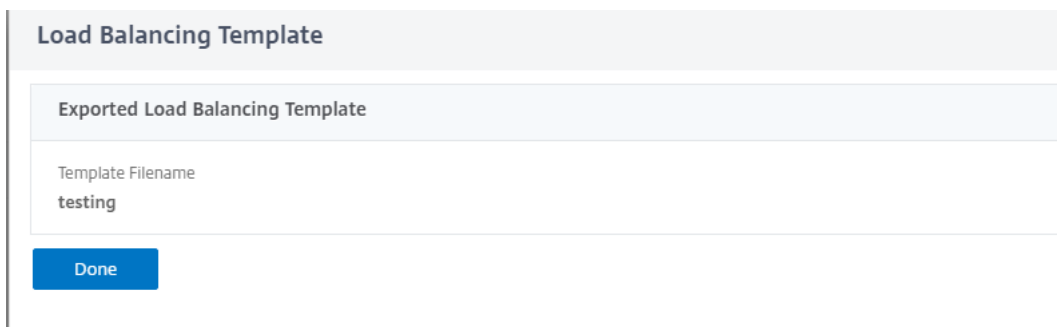 Load Balancing Template
Exported Load Balancing Template
Template Filename
testing
Done